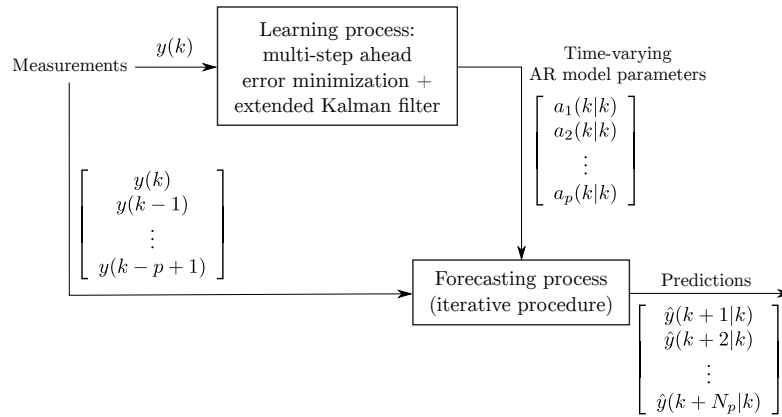 Learning process:
multi-step ahead
error minimization +
extended Kalman filter
Measurements
y(k)
Time-varying
AR model parameters
a₁(k|k)
a₂(k|k)
⋮
aₚ(k|k)
y(k)
y(k − 1)
⋮
y(k − p + 1)
Forecasting process
(iterative procedure)
Predictions
ŷ(k + 1|k)
ŷ(k + 2|k)
⋮
ŷ(k + Nₚ|k)